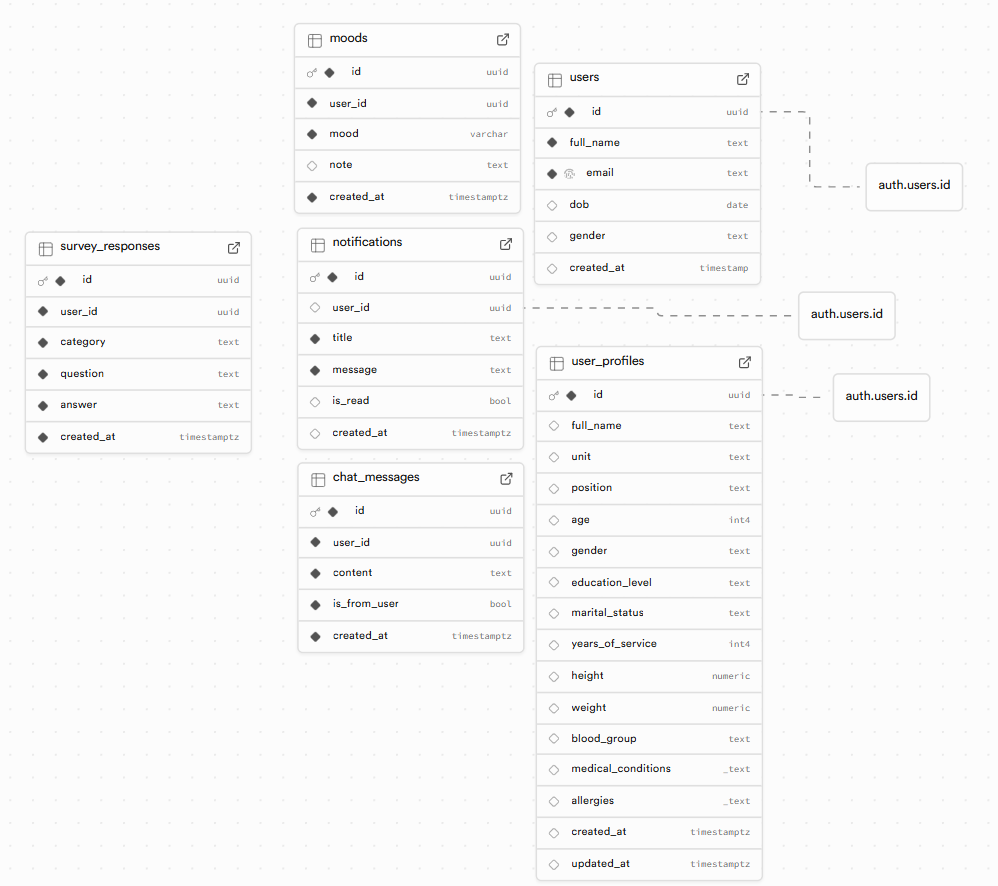 moods
id uuid
user_id uuid
mood varchar
note text
created_at timestamptz
users
id uuid
full_name text
email text
dob date
gender text
created_at timestamp
auth.users.id
survey_responses
id uuid
user_id uuid
category text
question text
answer text
created_at timestamptz
notifications
id uuid
user_id uuid
title text
message text
is_read bool
created_at timestamptz
auth.users.id
user_profiles
id uuid
full_name text
unit text
position text
age int4
gender text
education_level text
marital_status text
years_of_service int4
height numeric
weight numeric
blood_group text
medical_conditions _text
allergies _text
created_at timestamptz
updated_at timestamptz
auth.users.id
chat_messages
id uuid
user_id uuid
content text
is_from_user bool
created_at timestamptz